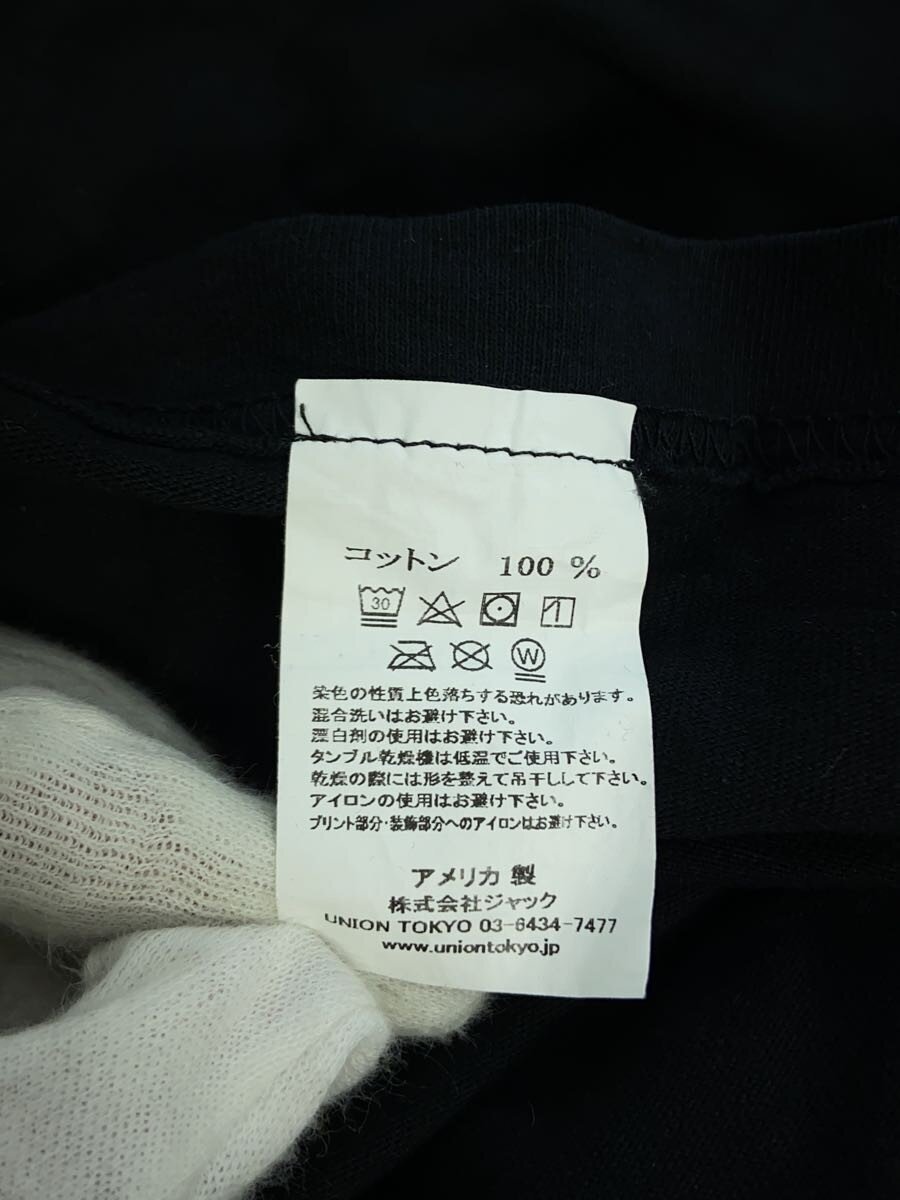 コットン 100 %
30
W
染色の性質上色落ちする恐れがあります。
混合洗いはお避け下さい。
漂白剤の使用はお避け下さい。
タンブル乾燥機は低温でご使用下さい。
乾燥の際には形を整えて吊干しして下さい。
アイロンの使用はお避け下さい。
プリント部分・装飾部分へのアイロンはお避け下さい。
アメリカ 製
株式会社ジャック
UNION TOKYO 03-6434-7477
www.uniontokyo.jp